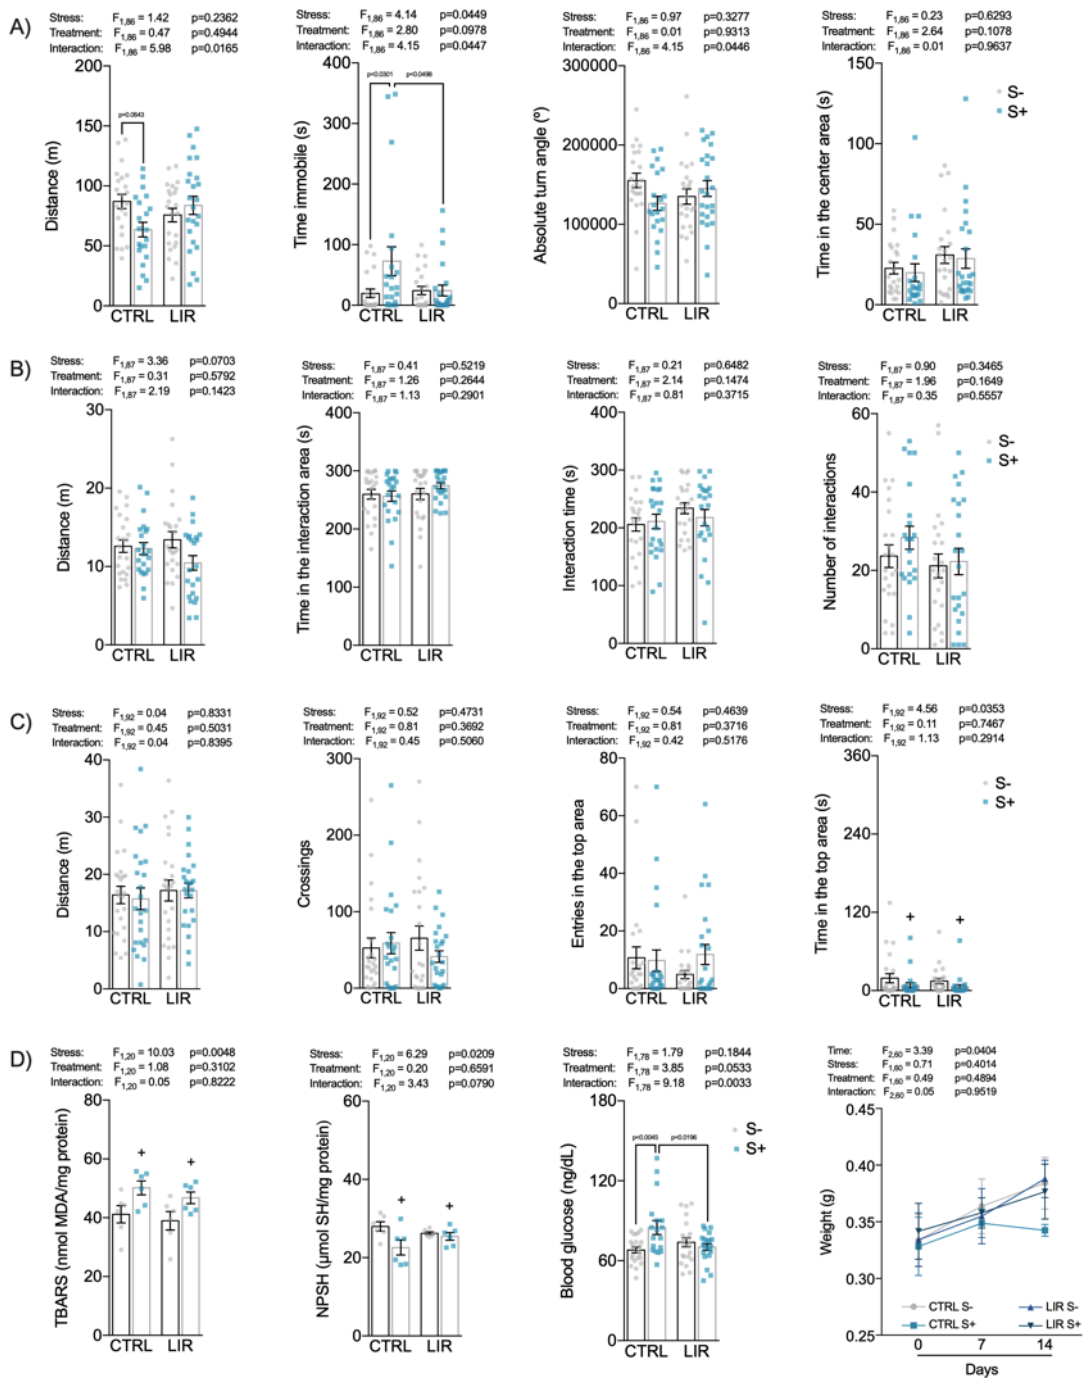 A)
Stress: F1,86 = 1.42 p=0.2362
Treatment: F1,86 = 0.47 p=0.4944
Interaction: F1,86 = 5.98 p=0.0165
Distance (m)
150
100
50
0
p=0.0643
CTRL LIR
Stress: F1,86 = 4.14 p=0.0449
Treatment: F1,86 = 2.80 p=0.0978
Interaction: F1,86 = 4.15 p=0.0447
Time immobile (s)
400
300
200
100
0
p=0.0301 p=0.0498
CTRL LIR
Stress: F1,86 = 0.97 p=0.3277
Treatment: F1,86 = 0.01 p=0.9313
Interaction: F1,86 = 4.15 p=0.0446
Absolute turn angle (º)
300000
200000
100000
0
CTRL LIR
Stress: F1,86 = 0.23 p=0.6293
Treatment: F1,86 = 2.64 p=0.1078
Interaction: F1,86 = 0.01 p=0.9637
Time in the center area (s)
150
100
50
0
CTRL LIR
S-
S+
B)
Stress: F1,87 = 3.36 p=0.0703
Treatment: F1,87 = 0.31 p=0.5792
Interaction: F1,87 = 2.19 p=0.1423
Distance (m)
30
20
10
0
CTRL LIR
Stress: F1,87 = 0.41 p=0.5219
Treatment: F1,87 = 1.26 p=0.2644
Interaction: F1,87 = 1.13 p=0.2901
Time in the interaction area (s)
400
300
200
100
0
CTRL LIR
Stress: F1,87 = 0.21 p=0.6482
Treatment: F1,87 = 2.14 p=0.1474
Interaction: F1,87 = 0.81 p=0.3715
Interaction time (s)
400
300
200
100
0
CTRL LIR
Stress: F1,87 = 0.90 p=0.3465
Treatment: F1,87 = 1.96 p=0.1649
Interaction: F1,87 = 0.35 p=0.5557
Number of interactions
60
40
20
0
CTRL LIR
S-
S+
C)
Stress: F1,92 = 0.04 p=0.8331
Treatment: F1,92 = 0.45 p=0.5031
Interaction: F1,92 = 0.04 p=0.8395
Distance (m)
40
30
20
10
0
CTRL LIR
Stress: F1,92 = 0.52 p=0.4731
Treatment: F1,92 = 0.81 p=0.3692
Interaction: F1,92 = 0.45 p=0.5060
Crossings
300
200
100
0
CTRL LIR
Stress: F1,92 = 0.54 p=0.4639
Treatment: F1,92 = 0.81 p=0.3716
Interaction: F1,92 = 0.42 p=0.5176
Entries in the top area
80
60
40
20
0
CTRL LIR
Stress: F1,92 = 4.56 p=0.0353
Treatment: F1,92 = 0.11 p=0.7467
Interaction: F1,92 = 1.13 p=0.2914
Time in the top area (s)
360
240
120
0
+ +
CTRL LIR
S-
S+
D)
Stress: F1,20 = 10.03 p=0.0048
Treatment: F1,20 = 1.08 p=0.3102
Interaction: F1,20 = 0.05 p=0.8222
TBARS (nmol MDA/mg protein)
80
60
40
20
0
+ +
CTRL LIR
Stress: F1,20 = 6.29 p=0.0209
Treatment: F1,20 = 0.20 p=0.6591
Interaction: F1,20 = 3.43 p=0.0790
NPSH (µmol SH/mg protein)
60
40
20
0
+ +
CTRL LIR
Stress: F1,78 = 1.79 p=0.1844
Treatment: F1,78 = 3.85 p=0.0533
Interaction: F1,78 = 9.18 p=0.0033
Blood glucose (ng/dL)
180
120
60
0
p<0.0045 p=0.0196
CTRL LIR
S-
S+
Time: F2,60 = 3.39 p=0.0404
Stress: F1,60 = 0.71 p=0.4014
Treatment: F1,60 = 0.49 p=0.4894
Interaction: F2,60 = 0.05 p=0.9519
Weight (g)
0.45
0.40
0.35
0.30
0.25
CTRL S- LIR S-
CTRL S+ LIR S+
0 7 14
Days